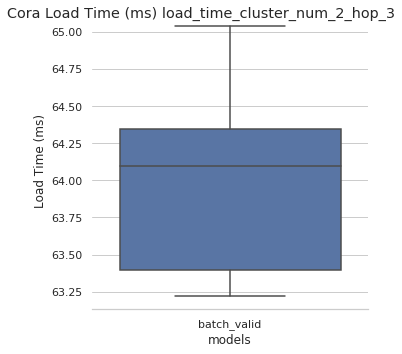 Cora Load Time (ms) load_time_cluster_num_2_hop_3
65.00
64.75
64.50
64.25
64.00
63.75
63.50
63.25
Load Time (ms)
batch_valid
models